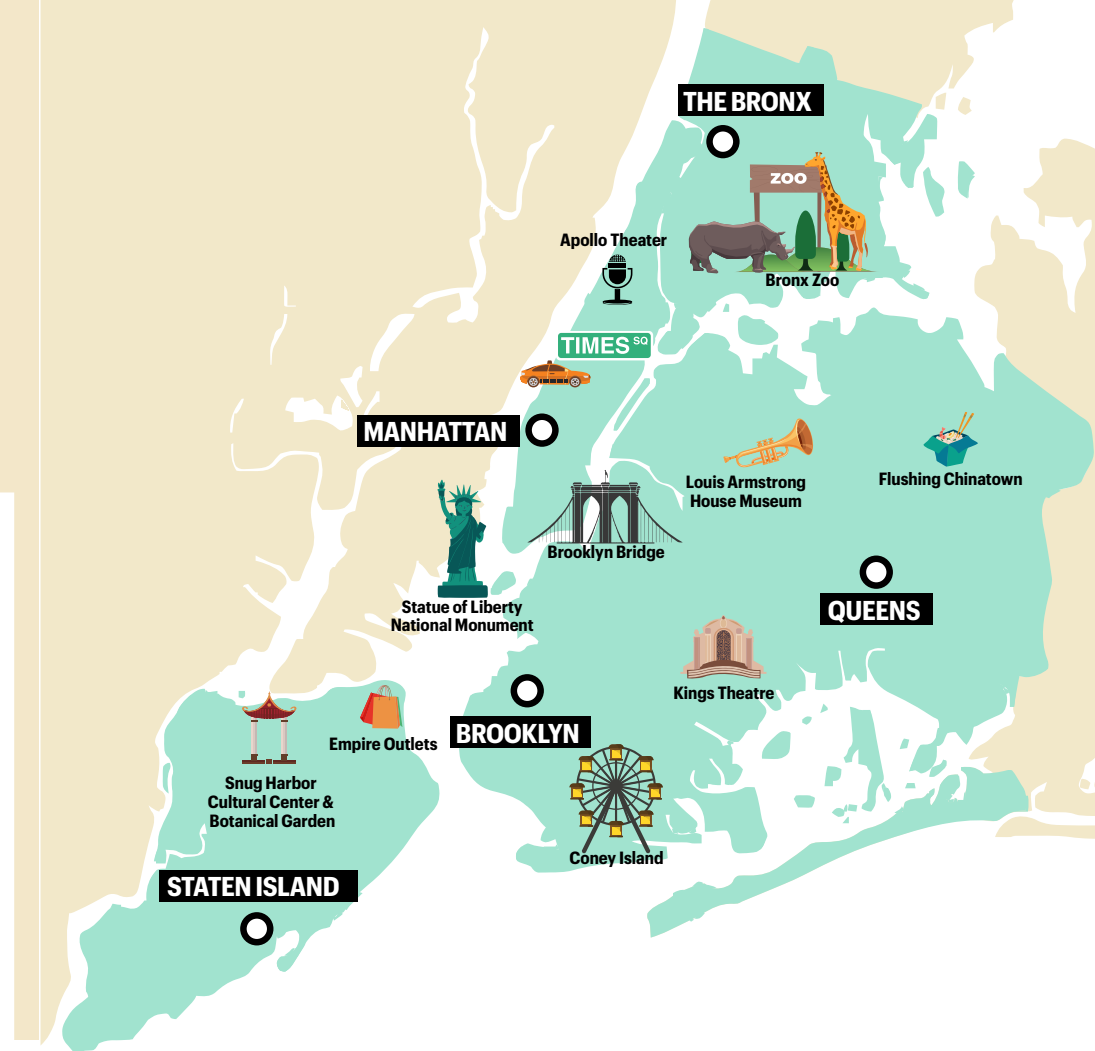 THE BRONX
ZOO
Apollo Theater
Bronx Zoo
TIMES SQ
MANHATTAN
Louis Armstrong
House Museum
Flushing Chinatown
Brooklyn Bridge
Statue of Liberty
National Monument
QUEENS
Kings Theatre
BROOKLYN
Empire Outlets
Snug Harbor
Cultural Center &
Botanical Garden
Coney Island
STATEN ISLAND